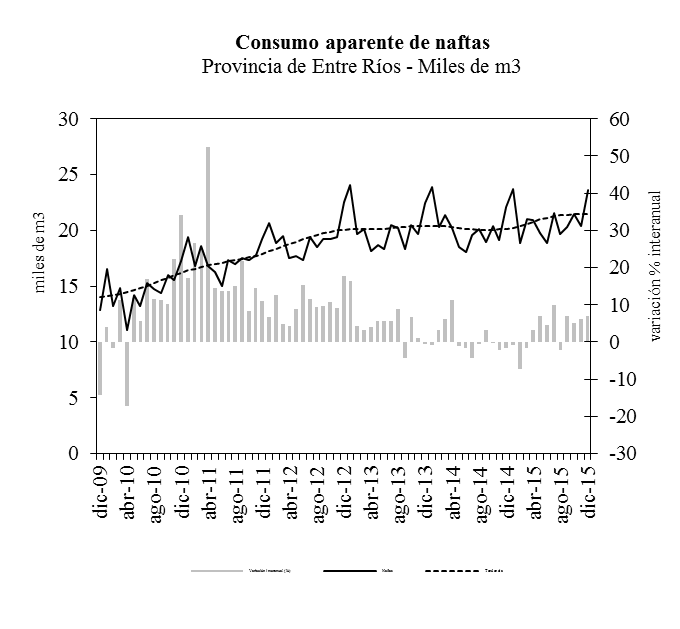 Consumo aparente de naftas
Provincia de Entre Ríos - Miles de m3
30
25
20
15
10
5
0
miles de m3
60
50
40
30
20
10
0
-10
-20
-30
variación % interanual
dic-09
abr-10
ago-10
dic-10
abr-11
ago-11
dic-11
abr-12
ago-12
dic-12
abr-13
ago-13
dic-13
abr-14
ago-14
dic-14
abr-15
ago-15
dic-15
Naftas
Tendencia